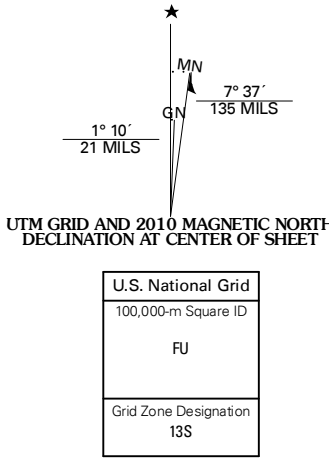 ★
MN
7° 37´
135 MILS
GN
1° 10´
21 MILS
UTM GRID AND 2010 MAGNETIC NORTH
DECLINATION AT CENTER OF SHEET
U.S. National Grid
100,000-m Square ID
FU
Grid Zone Designation
13S